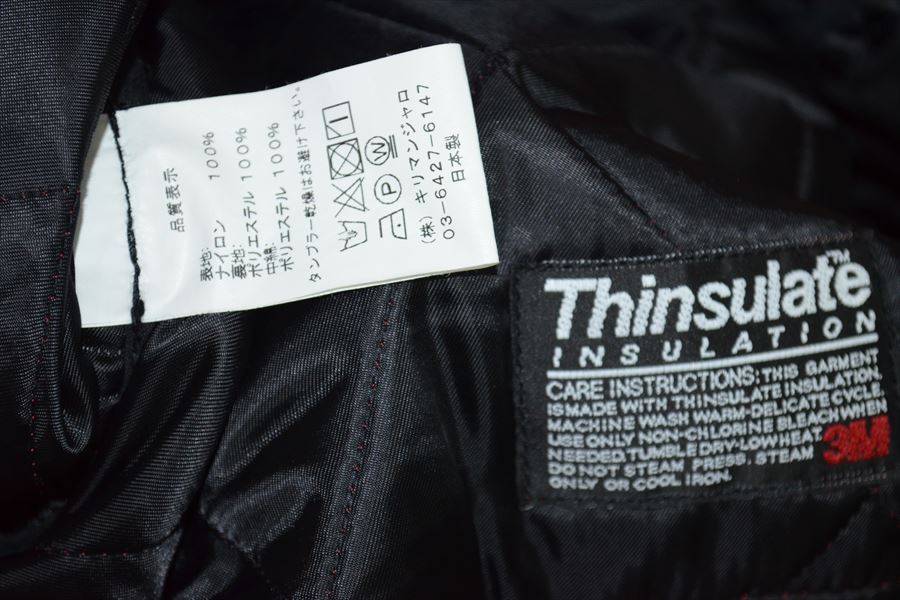 品質表示
表地:
ナイロン 100%
裏地:
ポリエステル 100%
中綿:
ポリエステル 100%
タンブラー乾燥はお避け下さい。
P W
(株) キリマンジャロ
03-6427-6147
日本製
Thinsulate™
INSULATION
CARE INSTRUCTIONS: THIS GARMENT
IS MADE WITH THINSULATE INSULATION.
MACHINE WASH WARM-DELICATE CYCLE.
USE ONLY NON-CHLORINE BLEACH WHEN
NEEDED. TUMBLE DRY-LOW HEAT
DO NOT STEAM PRESS. STEAM
ONLY OR COOL IRON.
3M